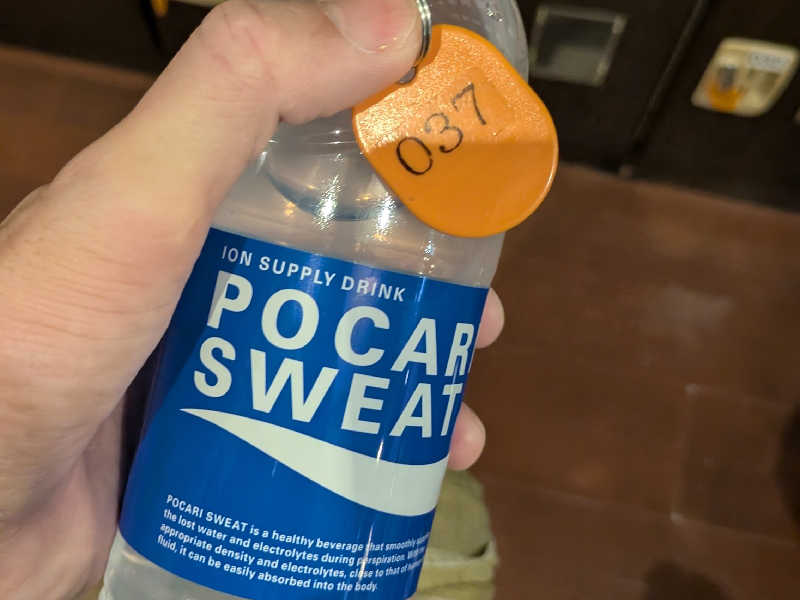 037
ION SUPPLY DRINK
POCARI
SWEAT
POCARI SWEAT is a healthy beverage that smoothly
the lost water and electrolytes during perspiration.
appropriate density and electrolytes, close to that of
fluid, it can be easily absorbed into the body.